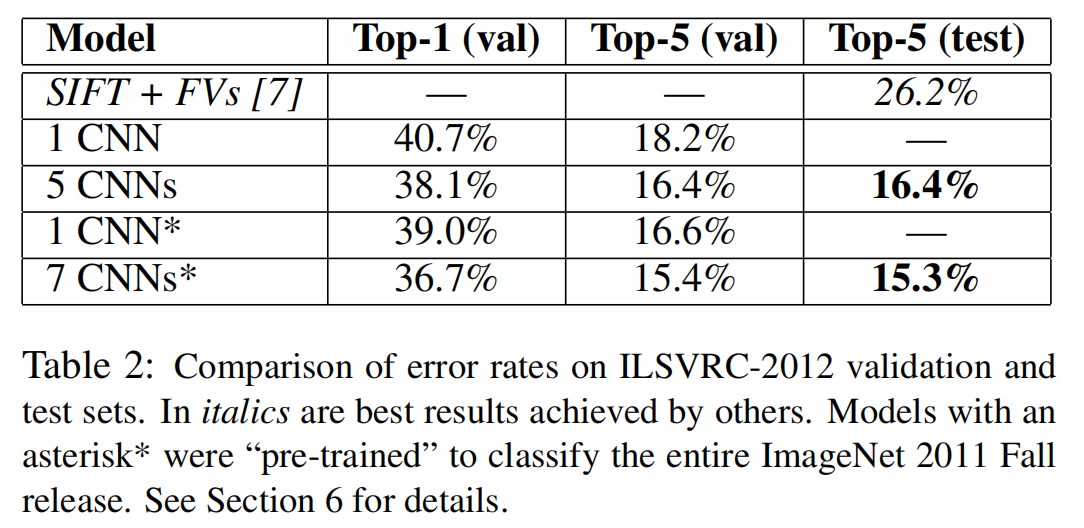 Model Top-1 (val) Top-5 (val) Top-5 (test)
SIFT + FVs [7] — — 26.2%
1 CNN 40.7% 18.2% —
5 CNNs 38.1% 16.4% 16.4%
1 CNN* 39.0% 16.6% —
7 CNNs* 36.7% 15.4% 15.3%
Table 2: Comparison of error rates on ILSVRC-2012 validation and
test sets. In italics are best results achieved by others. Models with an
asterisk* were “pre-trained” to classify the entire ImageNet 2011 Fall
release. See Section 6 for details.